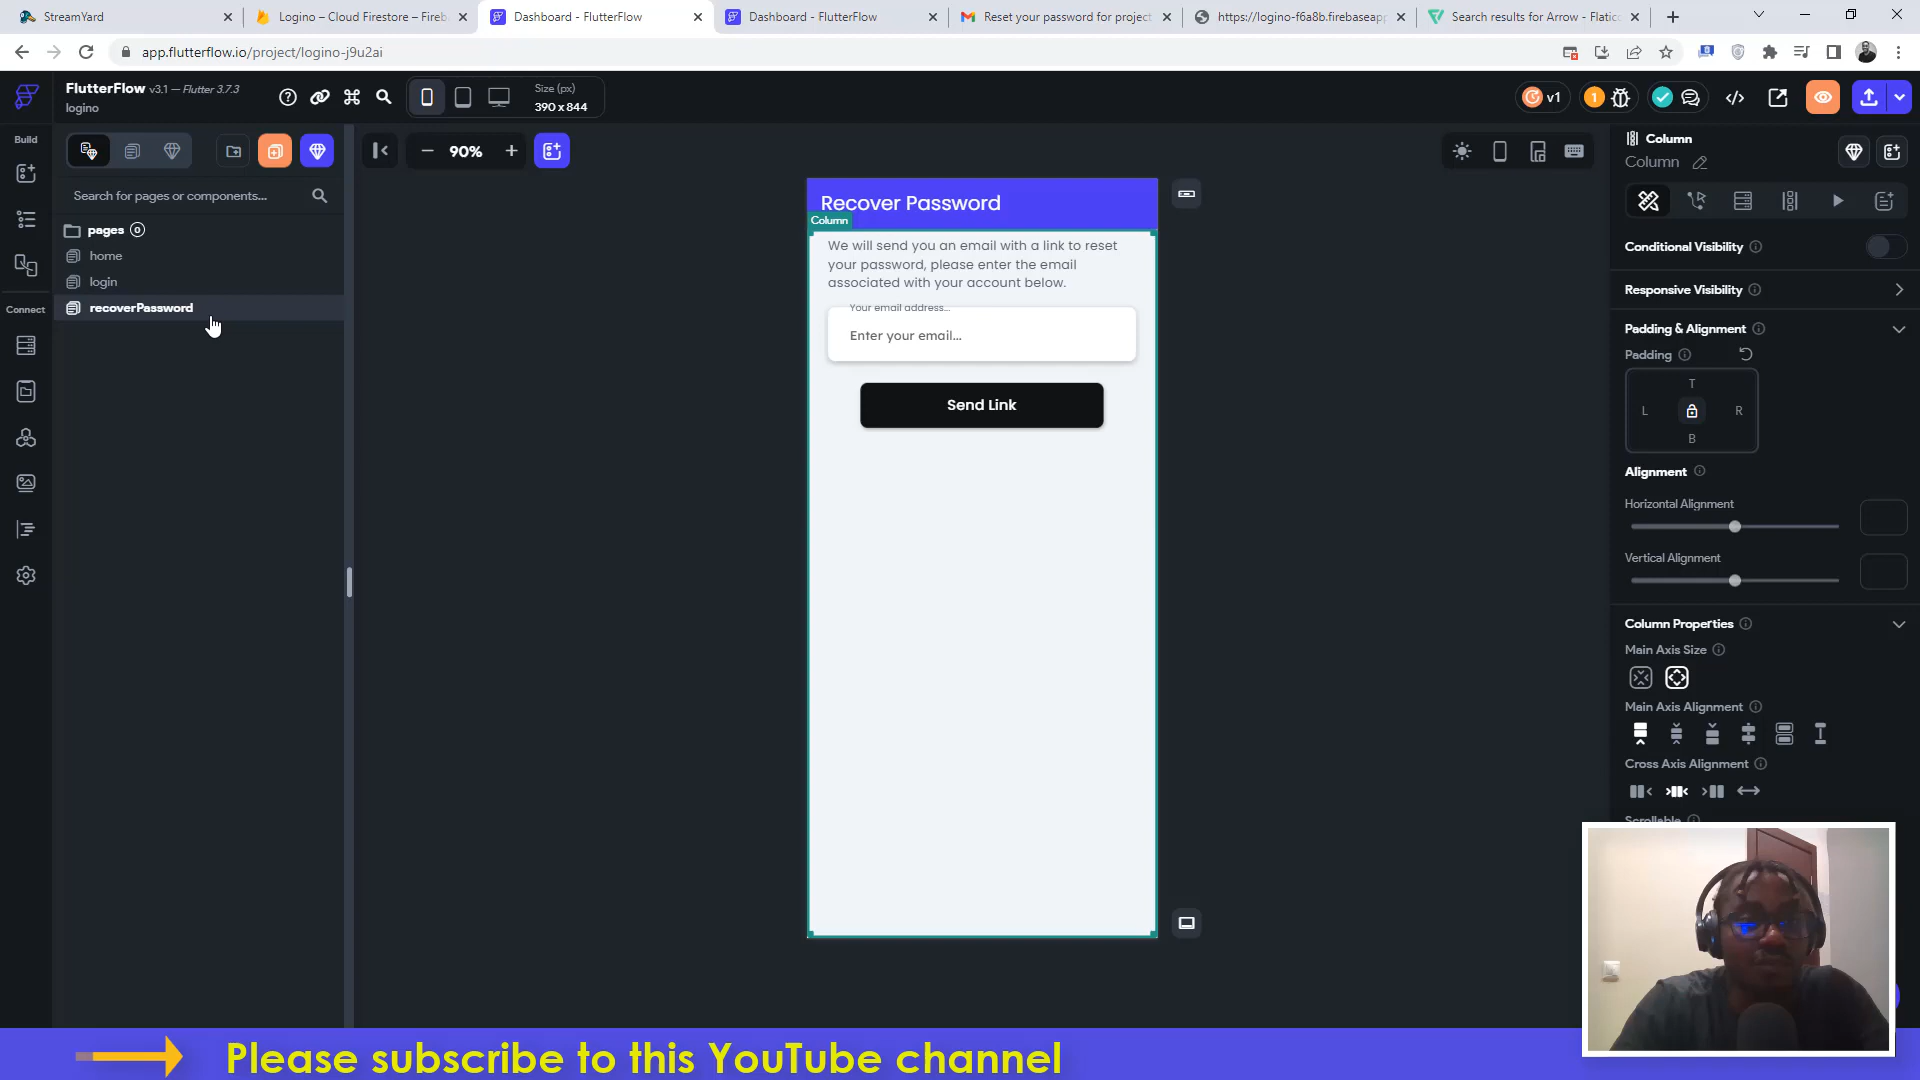 StreamYard
Logino – Cloud Firestore – Fireb
Dashboard - FlutterFlow
Dashboard - FlutterFlow
Reset your password for project
https://logino-f6a8b.firebaseapp
Search results for Arrow - Flatico
app.flutterflow.io/project/logino-j9u2ai
FlutterFlow v3.1 — Flutter 3.7.3
logino
Size (px)
390 x 844
v1
1
Build
Connect
90%
Search for pages or components...
pages 0
home
login
recoverPassword
Recover Password
Column
We will send you an email with a link to reset
your password, please enter the email
associated with your account below.
Your email address...
Enter your email...
Send Link
Column
Column
Conditional Visibility
Responsive Visibility
Padding & Alignment
Padding
T
L
R
B
Alignment
Horizontal Alignment
Vertical Alignment
Column Properties
Main Axis Size
Main Axis Alignment
Cross Axis Alignment
Scrollable
Please subscribe to this YouTube channel